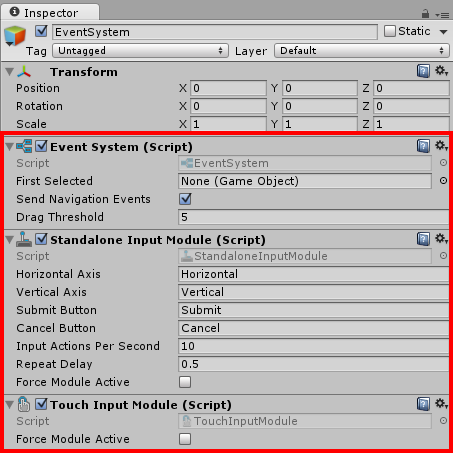 Inspector
EventSystem Static
Tag Untagged Layer Default
Transform
Position X 0 Y 0 Z 0
Rotation X 0 Y 0 Z 0
Scale X 1 Y 1 Z 1
Event System (Script)
Script EventSystem
First Selected None (Game Object)
Send Navigation Events
Drag Threshold 5
Standalone Input Module (Script)
Script StandaloneInputModule
Horizontal Axis Horizontal
Vertical Axis Vertical
Submit Button Submit
Cancel Button Cancel
Input Actions Per Second 10
Repeat Delay 0.5
Force Module Active
Touch Input Module (Script)
Script TouchInputModule
Force Module Active